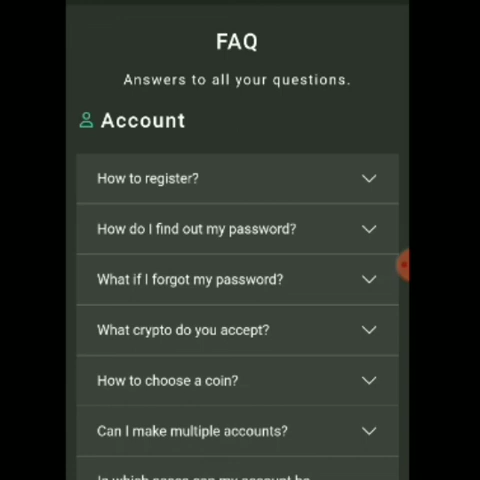 FAQ
Answers to all your questions.
Account
How to register?
How do I find out my password?
What if I forgot my password?
What crypto do you accept?
How to choose a coin?
Can I make multiple accounts?